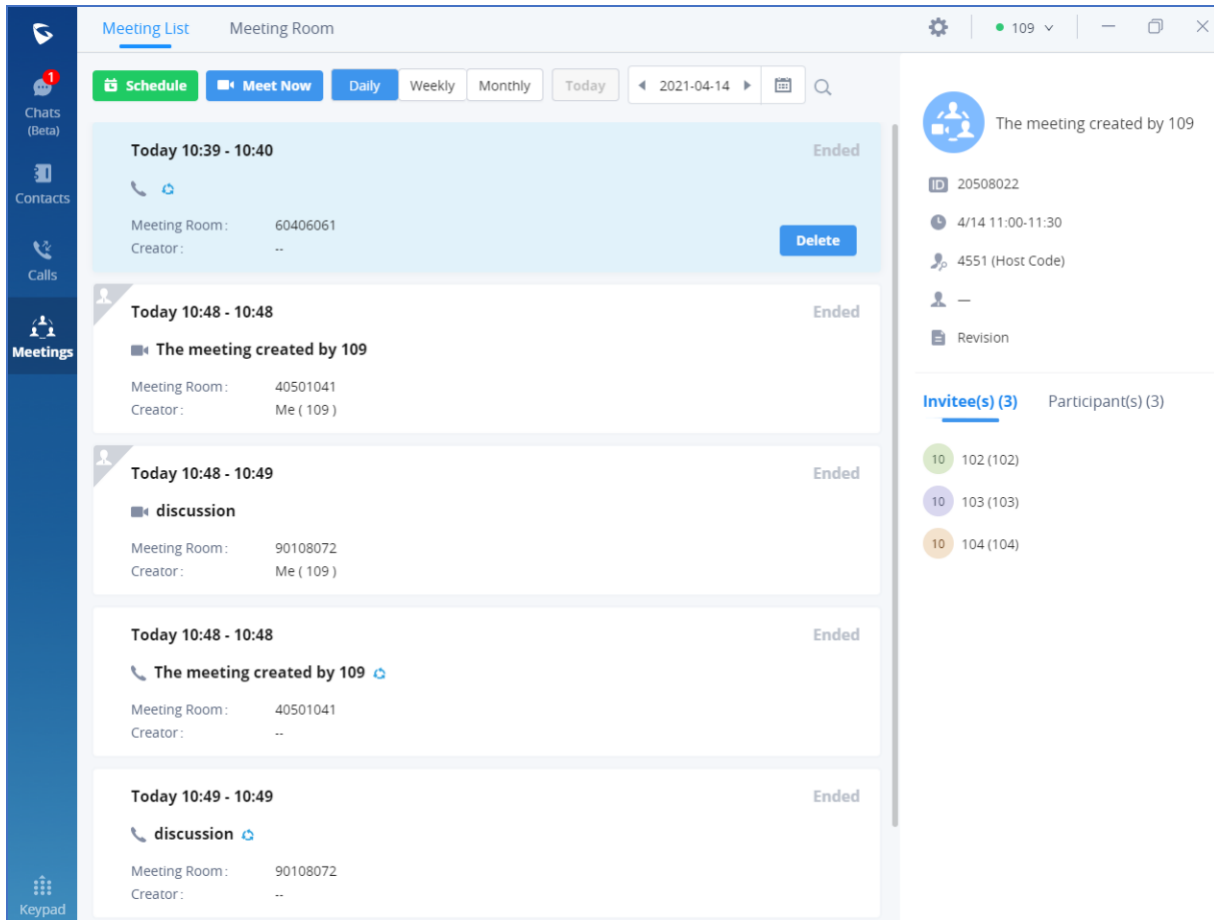 Meeting List Meeting Room 109
1
Chats
(Beta)
Contacts
Calls
Meetings
Keypad
Schedule Meet Now Daily Weekly Monthly Today 2021-04-14
Today 10:39 - 10:40 Ended
Meeting Room: 60406061
Creator: --
Delete
Today 10:48 - 10:48 Ended
The meeting created by 109
Meeting Room: 40501041
Creator: Me ( 109 )
Today 10:48 - 10:49 Ended
discussion
Meeting Room: 90108072
Creator: Me ( 109 )
Today 10:48 - 10:48 Ended
The meeting created by 109
Meeting Room: 40501041
Creator: --
Today 10:49 - 10:49 Ended
discussion
Meeting Room: 90108072
Creator: --
The meeting created by 109
ID 20508022
4/14 11:00-11:30
4551 (Host Code)
—
Revision
Invitee(s) (3) Participant(s) (3)
10 102 (102)
10 103 (103)
10 104 (104)